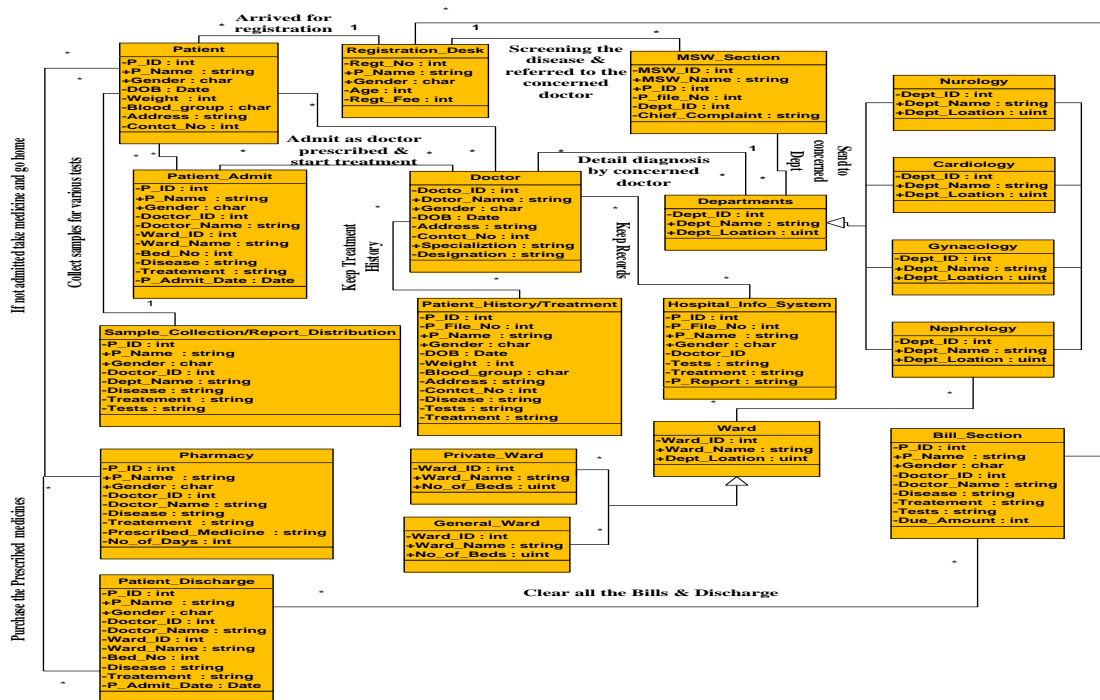 Arrived for
registration
*
1
*
*
Patient
-P_ID : int
+P_Name : string
+Gender : char
-DOB : Date
-Weight : int
-Blood_group : char
-Address : string
-Contct_No : int
*
*
*
*
Registration_Desk
-Regt_No : int
+P_Name : string
+Gender : char
-Age : int
-Regt_Fee : int
1
*
Screening the
disease &
referred to the
concerned
doctor
MSW_Section
-MSW_ID : int
+MSW_Name : string
+P_ID : int
-P_file_No : int
-Dept_ID : int
-Chief_Complaint : string
Nurology
-Dept_ID : int
+Dept_Name : string
+Dept_Loation : uint
Cardiology
-Dept_ID : int
+Dept_Name : string
+Dept_Loation : uint
Gynacology
-Dept_ID : int
+Dept_Name : string
+Dept_Loation : uint
Nephrology
-Dept_ID : int
+Dept_Name : string
+Dept_Loation : uint
*
Send to
concerned
Dept
*
*
Admit as doctor
prescribed &
start treatment
*
*
*
*
Detail diagnosis
by concerned
doctor
*
1
*
Patient_Admit
-P_ID : int
+P_Name : string
+Gender : char
-Doctor_ID : int
-Doctor_Name : string
-Ward_ID : int
-Ward_Name : string
-Bed_No : int
-Disease : string
-Treatement : string
-P_Admit_Date : Date
Doctor
-Docto_ID : int
+Dotor_Name : string
+Gender : char
-DOB : Date
-Address : string
-Contct_No : int
+Specializtion : string
-Designation : string
*
*
Departments
-Dept_ID : int
+Dept_Name : string
+Dept_Loation : uint
If not admitted take medicine and go home
Collect samples for various tests
Keep Treatment
History
Keep Records
1
*
*
Sample_Collection/Report_Distribution
-P_ID : int
+P_Name : string
+Gender : char
-Doctor_ID : int
-Dept_Name : string
-Disease : string
-Treatement : string
-Tests : string
Patient_History/Treatment
-P_ID : int
-P_File_No : int
+P_Name : string
+Gender : char
-DOB : Date
-Weight : int
-Blood_group : char
-Address : string
-Contct_No : int
-Disease : string
-Tests : string
-Treatment : string
Hospital_Info_System
-P_ID : int
-P_File_No : int
+P_Name : string
+Gender : char
-Doctor_ID
-Tests : string
-Treatment : string
-P_Report : string
*
*
Ward
-Ward_ID : int
+Ward_Name : string
+Dept_Loation : uint
Pharmacy
-P_ID : int
+P_Name : string
+Gender : char
-Doctor_ID : int
-Doctor_Name : string
-Disease : string
-Treatement : string
-Prescribed_Medicine : string
-No_of_Days : int
*
Private_Ward
-Ward_ID : int
+Ward_Name : string
+No_of_Beds : uint
*
General_Ward
-Ward_ID : int
+Ward_Name : string
+No_of_Beds : uint
*
Bill_Section
-P_ID : int
+P_Name : string
+Gender : char
-Doctor_ID : int
-Doctor_Name : string
-Disease : string
-Treatement : string
-Tests : string
-Due_Amount : int
*
*
Purchase the Prescribed medicines
Patient_Discharge
-P_ID : int
+P_Name : string
+Gender : char
-Doctor_ID : int
-Doctor_Name : string
-Ward_ID : int
-Ward_Name : string
-Bed_No : int
-Disease : string
-Treatement : string
-P_Admit_Date : Date
*
*
Clear all the Bills & Discharge